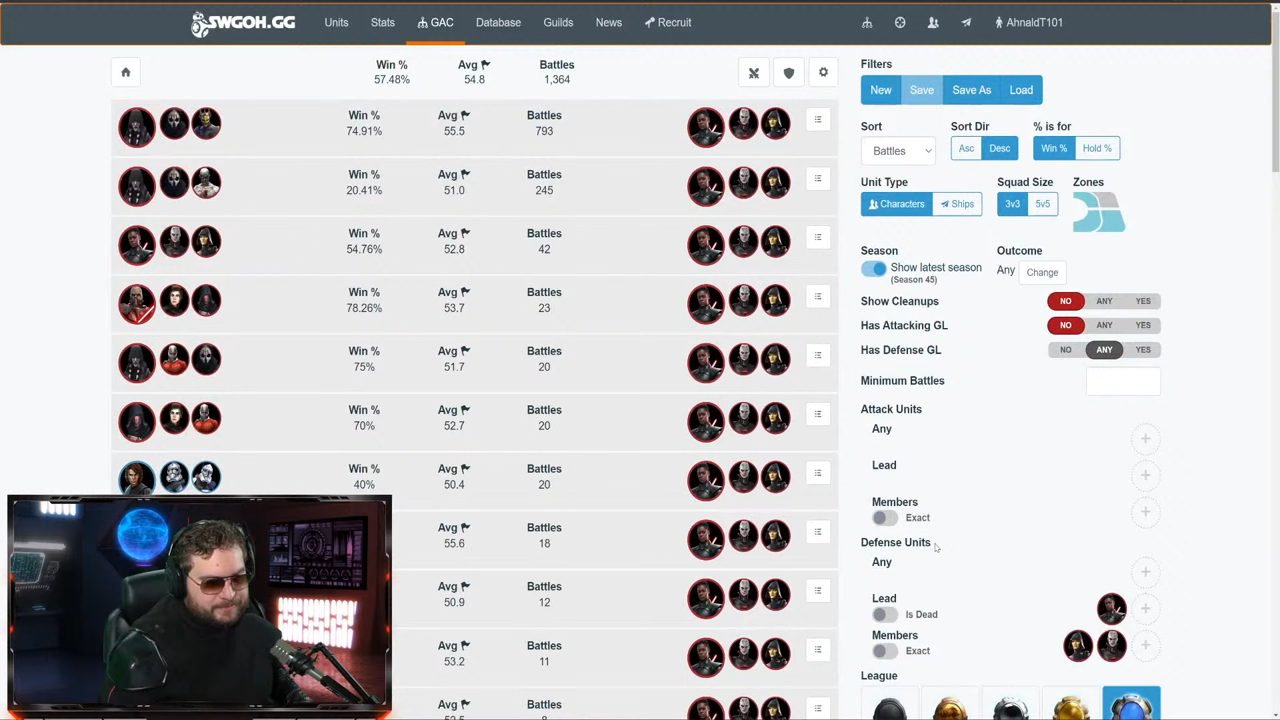 SWGOH.GG Units Stats GAC Database Guilds News Recruit AhnaldT101
Win % Avg Battles
57.48% 54.8 1,364
Win % Avg Battles
74.91% 55.5 793
Win % Avg Battles
20.41% 51.0 245
Win % Avg Battles
54.76% 52.8 42
Win % Avg Battles
78.26% 53.7 23
Win % Avg Battles
75% 51.7 20
Win % Avg Battles
70% 52.7 20
Win % Avg Battles
40% 50.4 20
Avg Battles
55.6 18
Avg Battles
50.9 12
Avg Battles
53.2 11
Avg Battles
Filters
New Save Save As Load
Sort Sort Dir % is for
Battles Asc Desc Win % Hold %
Unit Type Squad Size Zones
Characters Ships 3v3 5v5
Season Outcome
Show latest season Any Change
(Season 45)
Show Cleanups NO ANY YES
Has Attacking GL NO ANY YES
Has Defense GL NO ANY YES
Minimum Battles
Attack Units
Any
Lead
Members
Exact
Defense Units
Any
Lead
Is Dead
Members
Exact
League